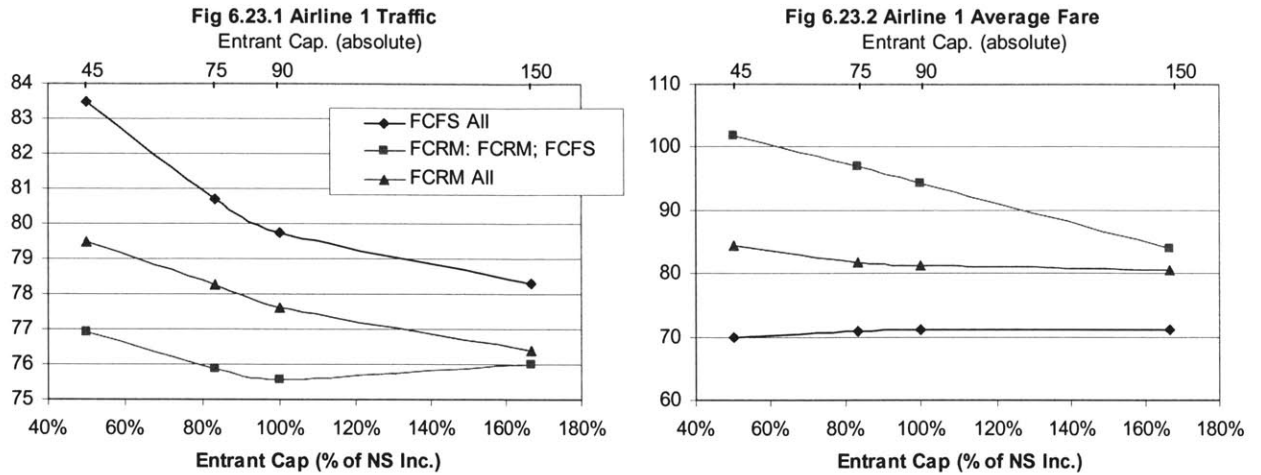 Fig 6.23.1 Airline 1 Traffic
Entrant Cap. (absolute)
45 75 90 150
84
83
82
81
80
79
78
77
76
75
FCFS All
FCRM: FCRM; FCFS
FCRM All
40% 60% 80% 100% 120% 140% 160% 180%
Entrant Cap (% of NS Inc.)
Fig 6.23.2 Airline 1 Average Fare
Entrant Cap. (absolute)
45 75 90 150
110
100
90
80
70
60
40% 60% 80% 100% 120% 140% 160% 180%
Entrant Cap (% of NS Inc.)